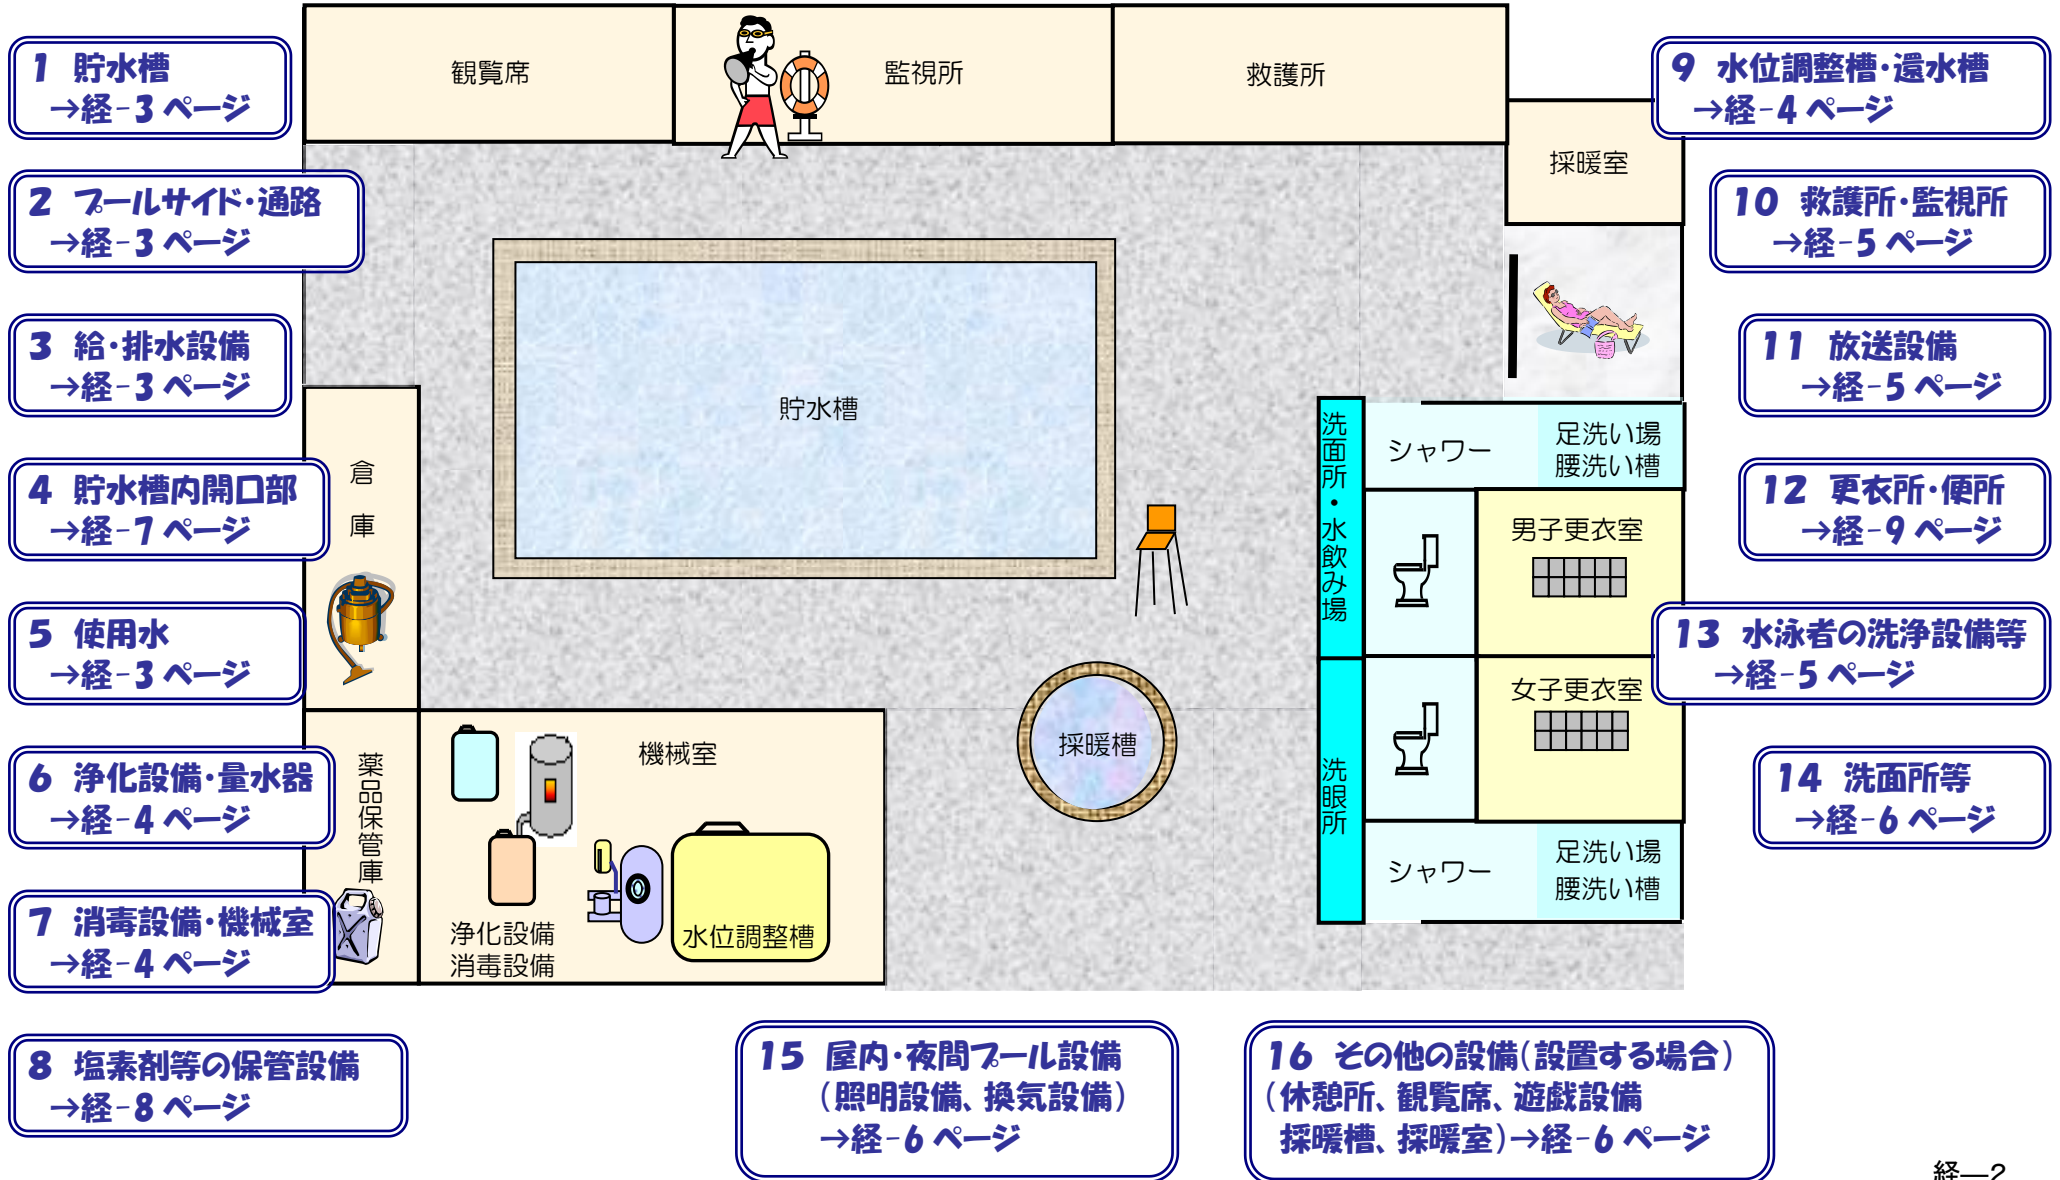 1 貯水槽
→経-3 ページ
2 プールサイド・通路
→経-3 ページ
3 給・排水設備
→経-3 ページ
4 貯水槽内開口部
→経-7 ページ
5 使用水
→経-3 ページ
6 浄化設備・量水器
→経-4 ページ
7 消毒設備・機械室
→経-4 ページ
8 塩素剤等の保管設備
→経-8 ページ
観覧席
監視所
救護所
採暖室
貯水槽
倉庫
薬品保管庫
機械室
浄化設備
消毒設備
水位調整槽
採暖槽
洗面所・水飲み場
洗眼所
シャワー
足洗い場
腰洗い槽
男子更衣室
女子更衣室
シャワー
足洗い場
腰洗い槽
9 水位調整槽・還水槽
→経-4 ページ
10 救護所・監視所
→経-5 ページ
11 放送設備
→経-5 ページ
12 更衣所・便所
→経-9 ページ
13 水泳者の洗浄設備等
→経-5 ページ
14 洗面所等
→経-6 ページ
15 屋内・夜間プール設備
(照明設備、換気設備)
→経-6 ページ
16 その他の設備(設置する場合)
(休憩所、観覧席、遊戯設備
採暖槽、採暖室)→経-6 ページ
経―2